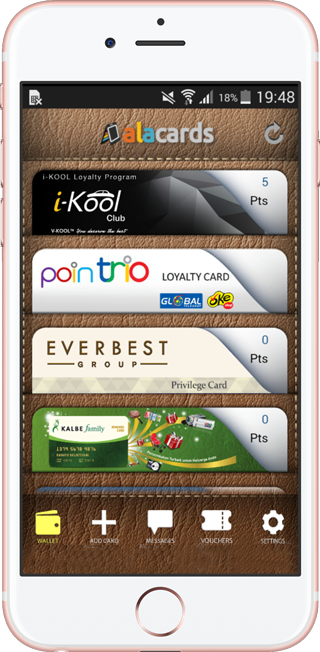 18% 19:48
alacards
i-KOOL Loyalty Program
5
Pts
i-Kool
Club
V-KOOL™ You deserve the best
pointrio
LOYALTY CARD
GLOBAL
oke
EVERBEST
GROUP
0
Pts
Privilege Card
KALBE family
0
Pts
WALLET ADD CARD MESSAGES VOUCHERS SETTINGS